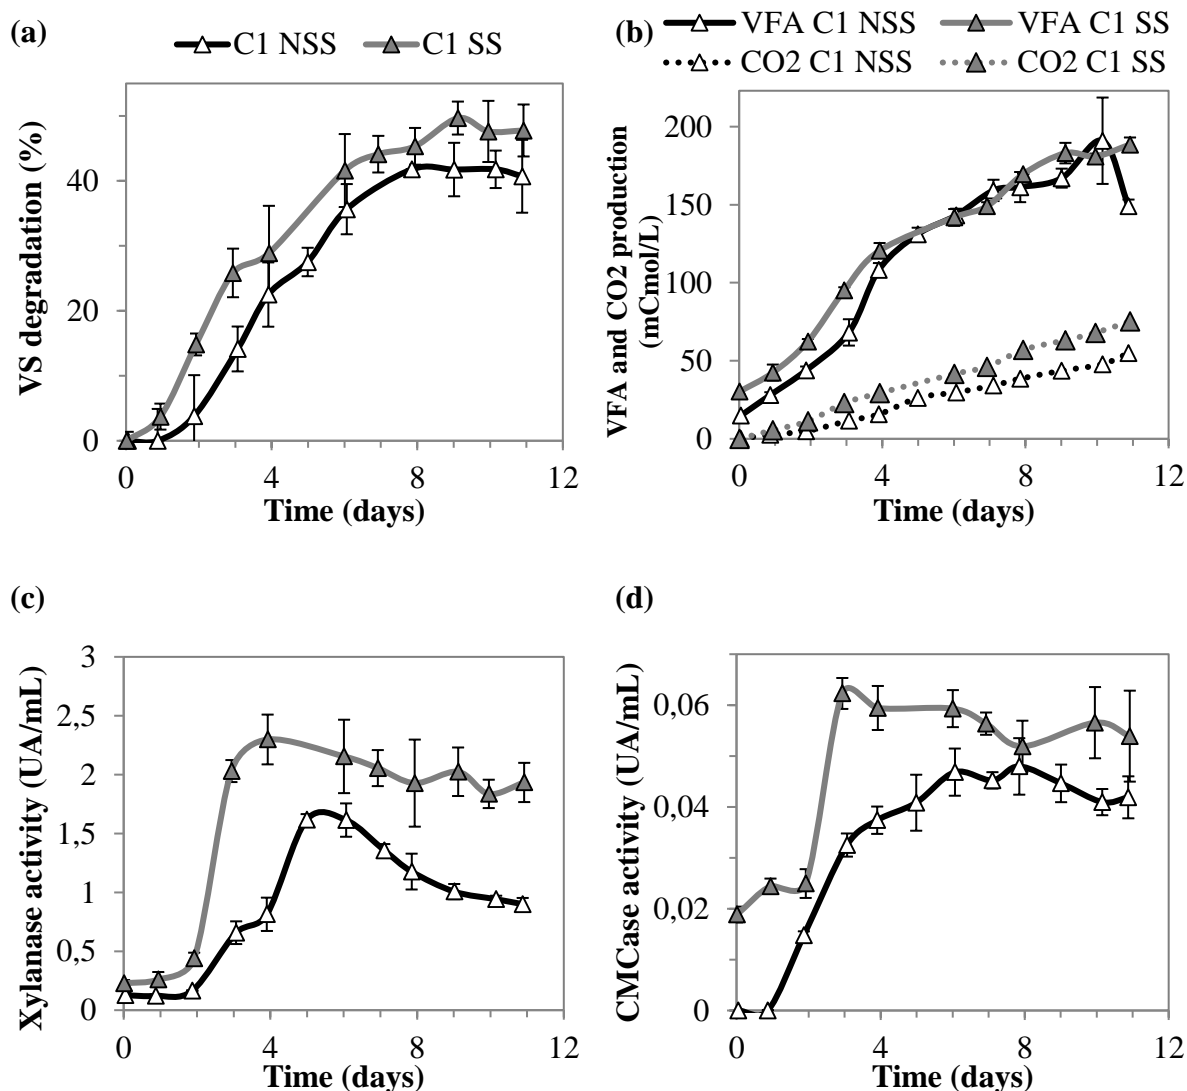 (a)
C1 NSS C1 SS
VS degradation (%)
40
20
0
0 4 8 12
Time (days)
(b)
VFA C1 NSS VFA C1 SS
CO2 C1 NSS CO2 C1 SS
VFA and CO2 production
(mCmol/L)
200
150
100
50
0
0 4 8 12
Time (days)
(c)
Xylanase activity (UA/mL)
3
2,5
2
1,5
1
0,5
0
0 4 8 12
Time (days)
(d)
CMCase activity (UA/mL)
0,06
0,04
0,02
0
0 4 8 12
Time (days)